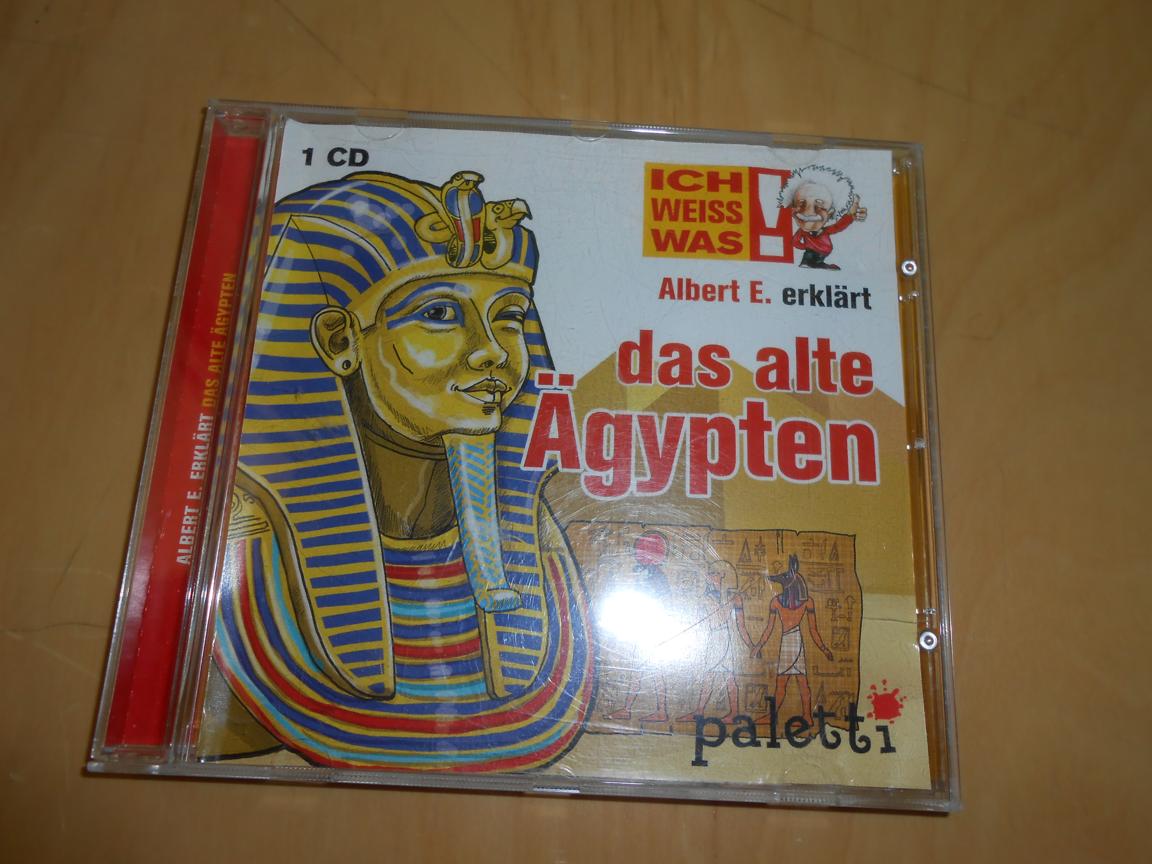 1 CD
ICH
WEISS
WAS
!
Albert E. erklärt
das alte
Ägypten
paletti
ALBERT E. ERKLÄRT DAS ALTE ÄGYPTEN